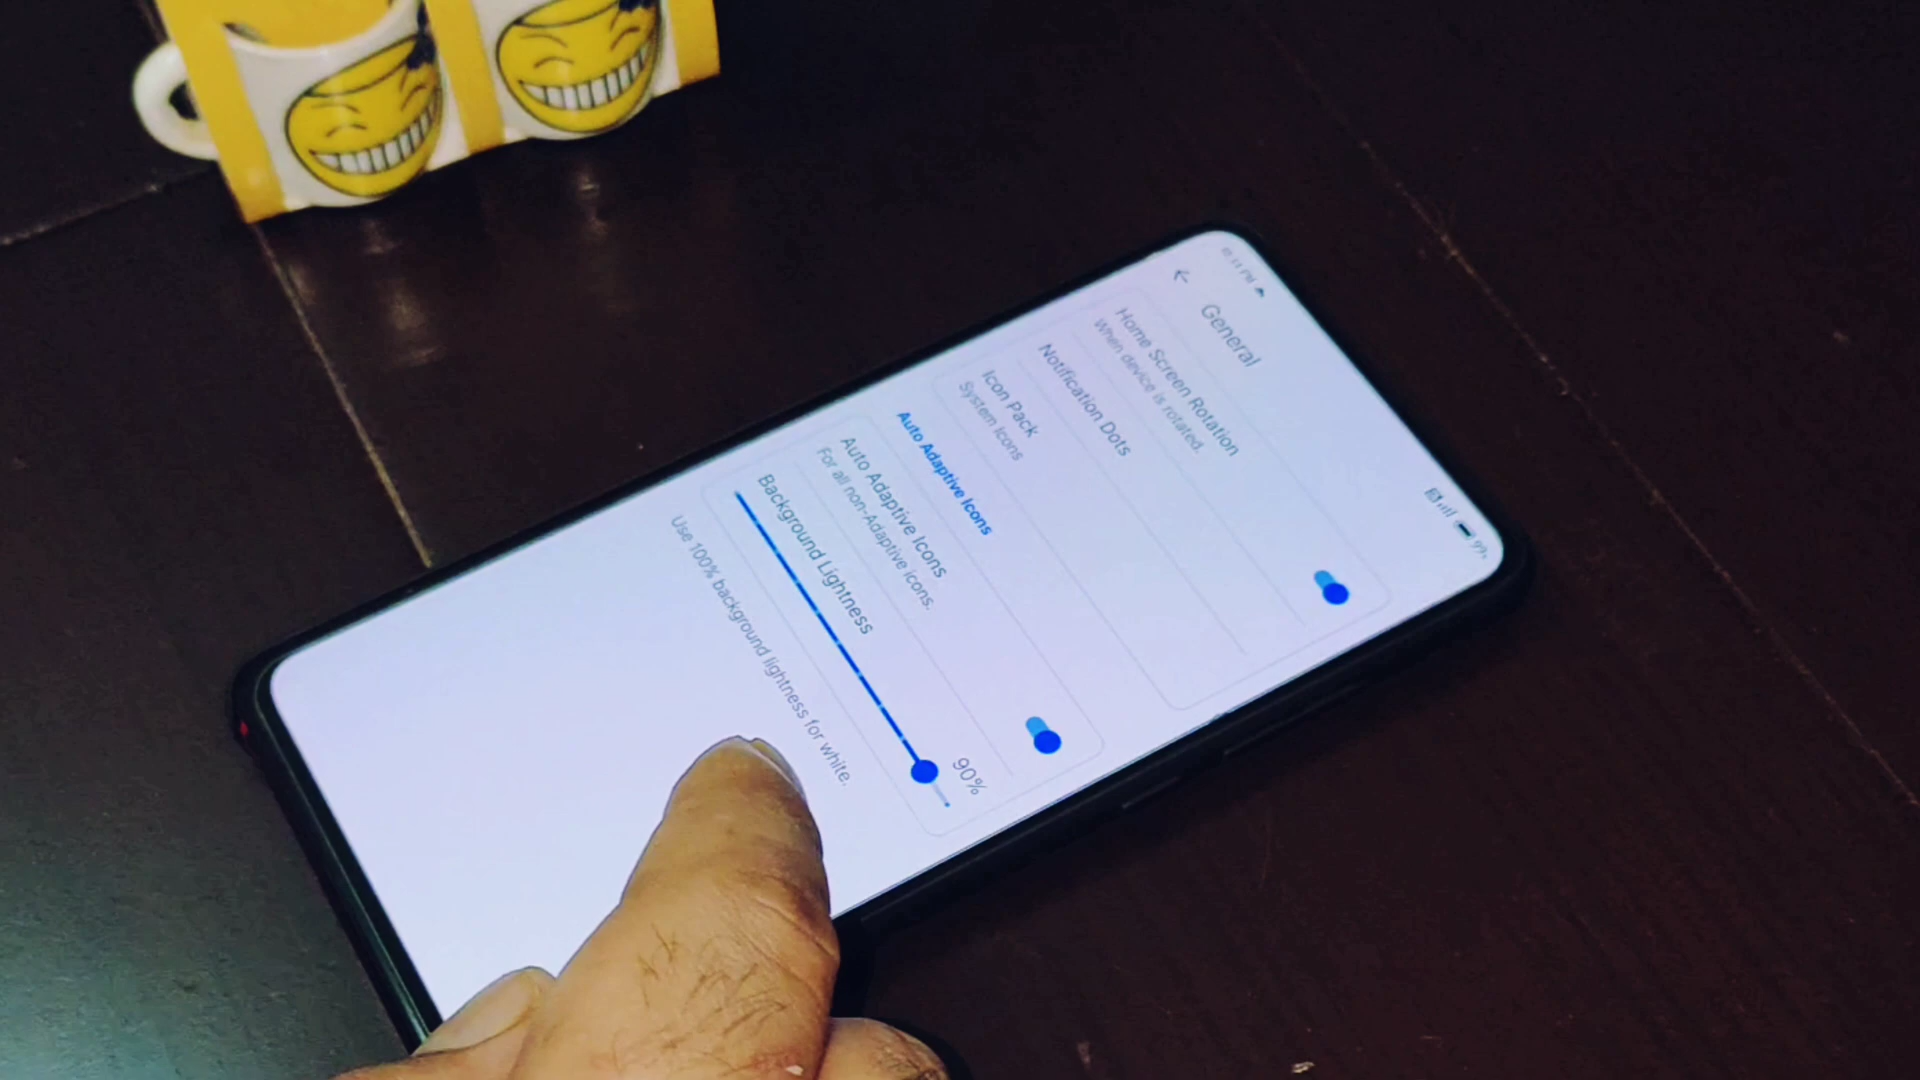 General
Home Screen Rotation
When device is rotated.
Notification Dots
Icon Pack
System Icons
Auto Adaptive Icons
Auto Adaptive Icons
For all non-Adaptive icons.
Background Lightness
90%
Use 100% background lightness for white.